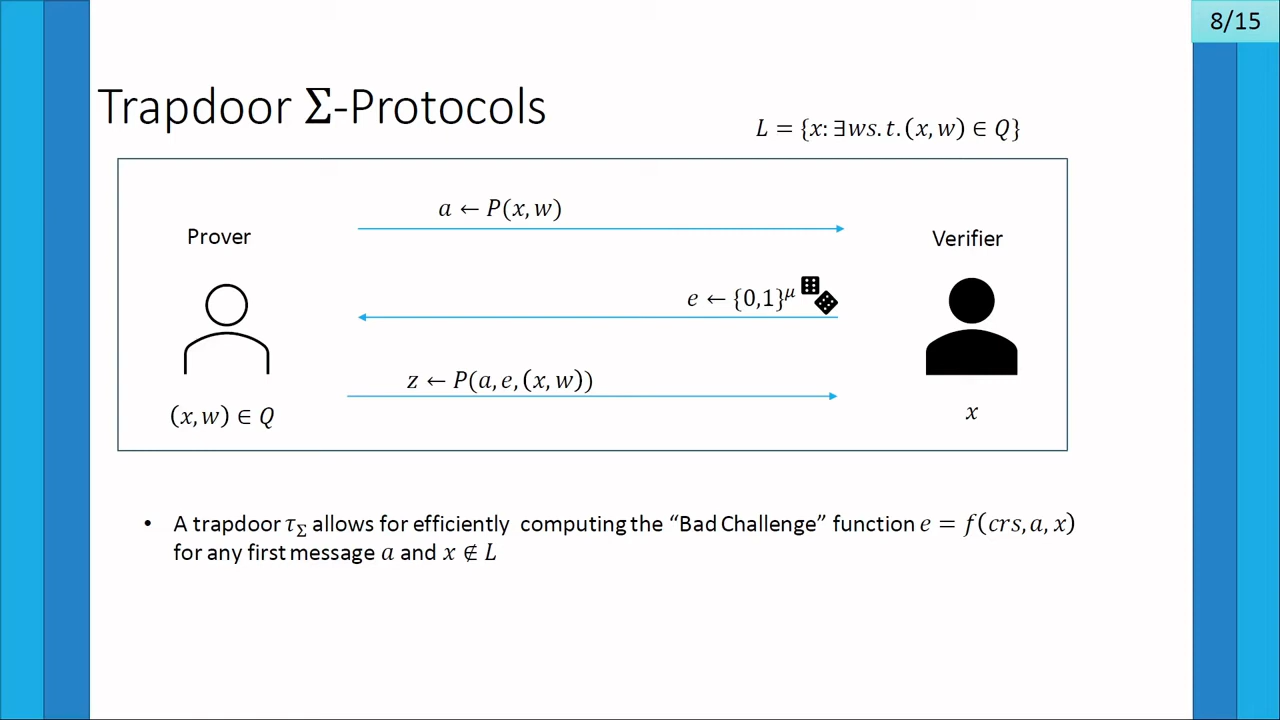 8/15
Trapdoor Σ-Protocols
L = {x: ∃ws.t.(x, w) ∈ Q}
a ← P(x, w)
Prover
Verifier
e ← {0,1}^μ
z ← P(a, e, (x, w))
(x, w) ∈ Q
x
• A trapdoor τ_Σ allows for efficiently computing the “Bad Challenge” function e = f(crs, a, x)
for any first message a and x ∉ L